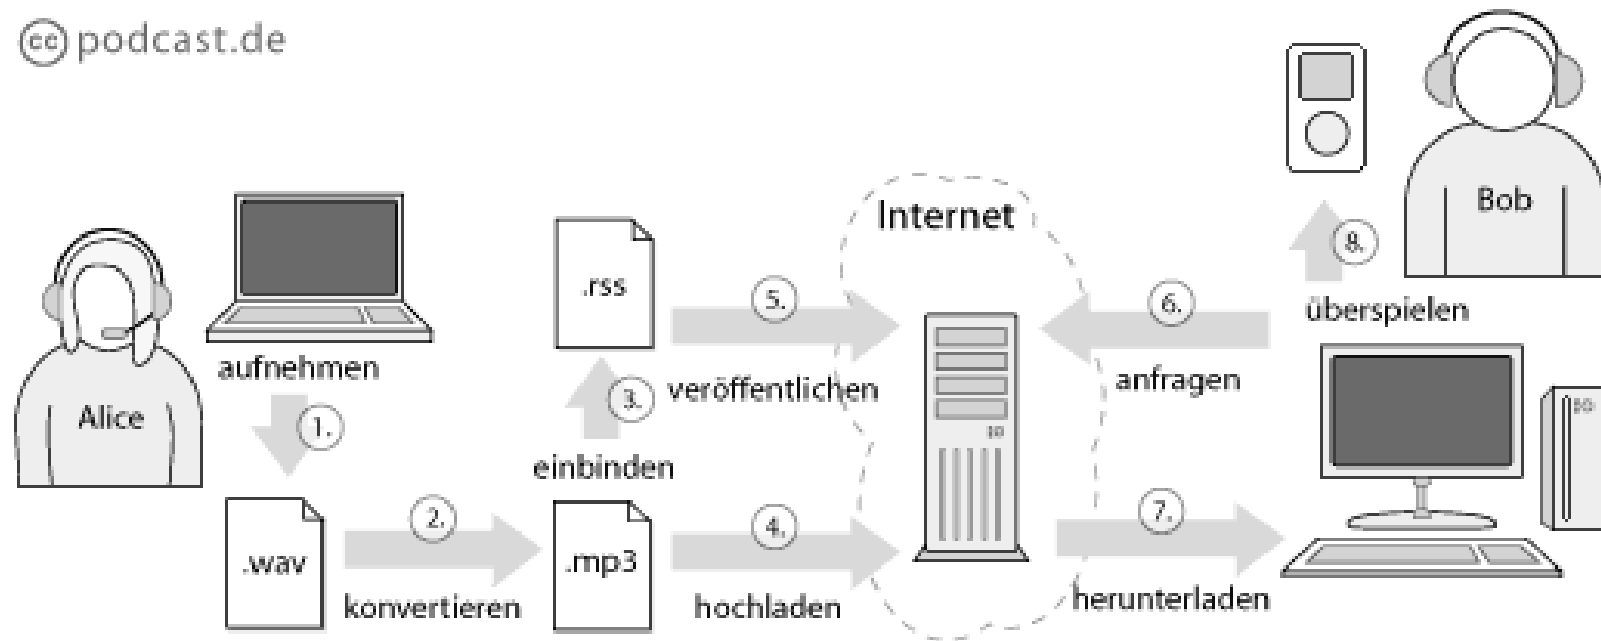 cc podcast.de
Alice
aufnehmen
1.
.wav
2.
konvertieren
.mp3
einbinden
3.
.rss
4.
hochladen
5.
veröffentlichen
Internet
6.
anfragen
7.
herunterladen
8.
überspielen
Bob